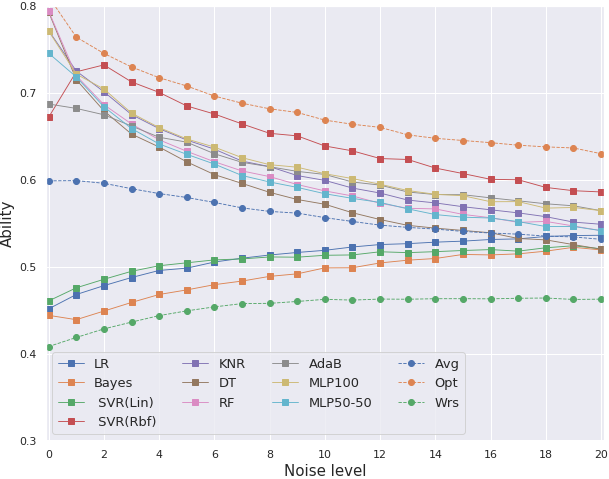 0.8
0.7
0.6
0.5
0.4
0.3
Ability
LR
Bayes
SVR(Lin)
SVR(Rbf)
KNR
DT
RF
AdaB
MLP100
MLP50-50
Avg
Opt
Wrs
0 2 4 6 8 10 12 14 16 18 20
Noise level